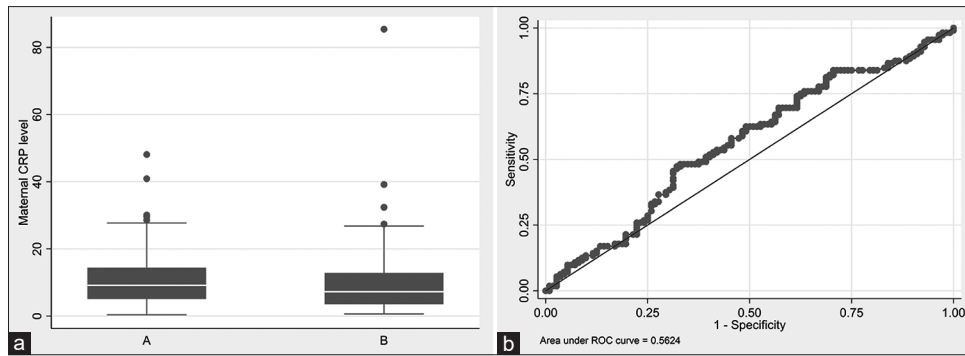 80
60
40
20
0
Maternal CRP level
A
B
a
1.00
0.75
0.50
0.25
0.00
Sensitivity
0.00
0.25
0.50
0.75
1.00
1 - Specificity
Area under ROC curve = 0.5624
b